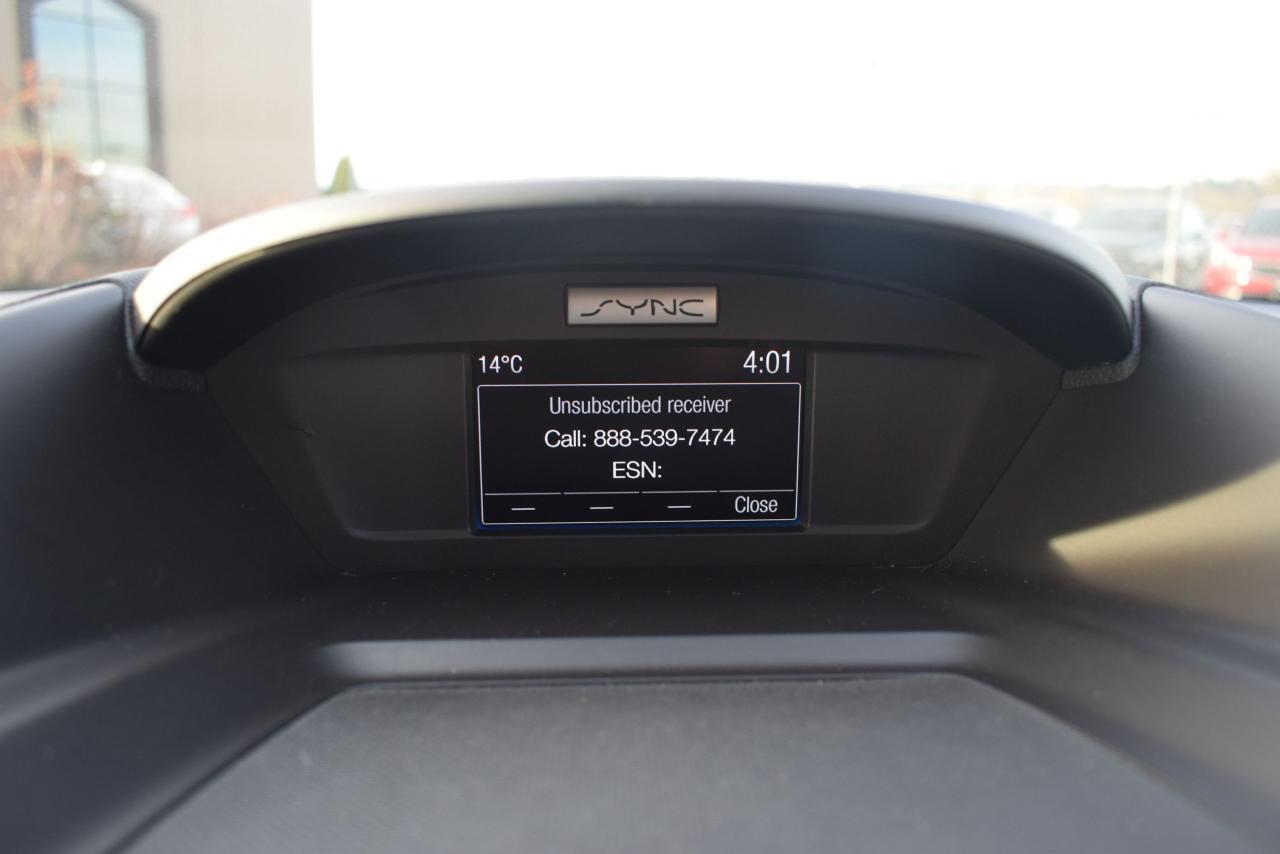 SYNC
14°C 4:01
Unsubscribed receiver
Call: 888-539-7474
ESN:
— — — Close